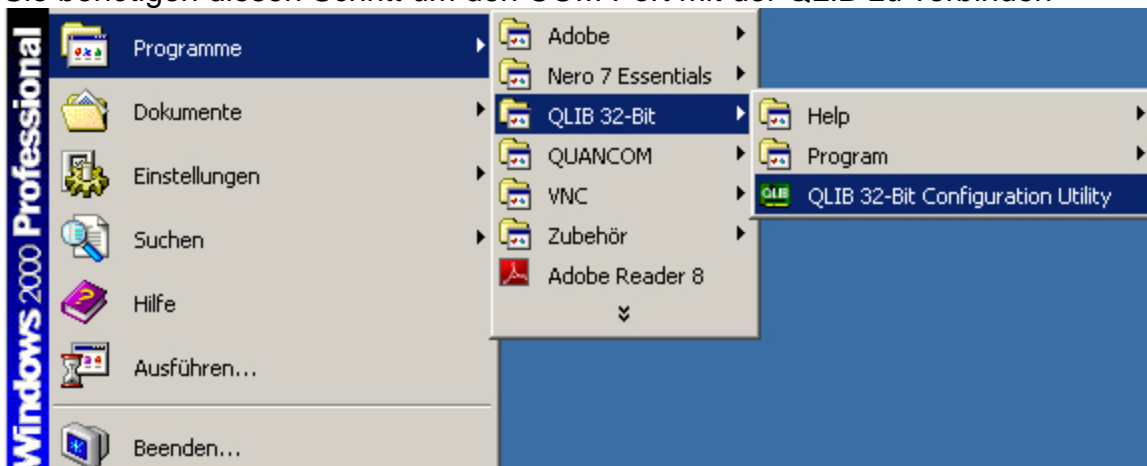 Sie benötigen diesen Schritt um den COM Port mit der QLIB zu verbinden
Windows 2000 Professional
Programme
Dokumente
Einstellungen
Suchen
Hilfe
Ausführen...
Beenden...
Adobe
Nero 7 Essentials
QLIB 32-Bit
QUANCOM
VNC
Zubehör
Adobe Reader 8
Help
Program
QLIB 32-Bit Configuration Utility